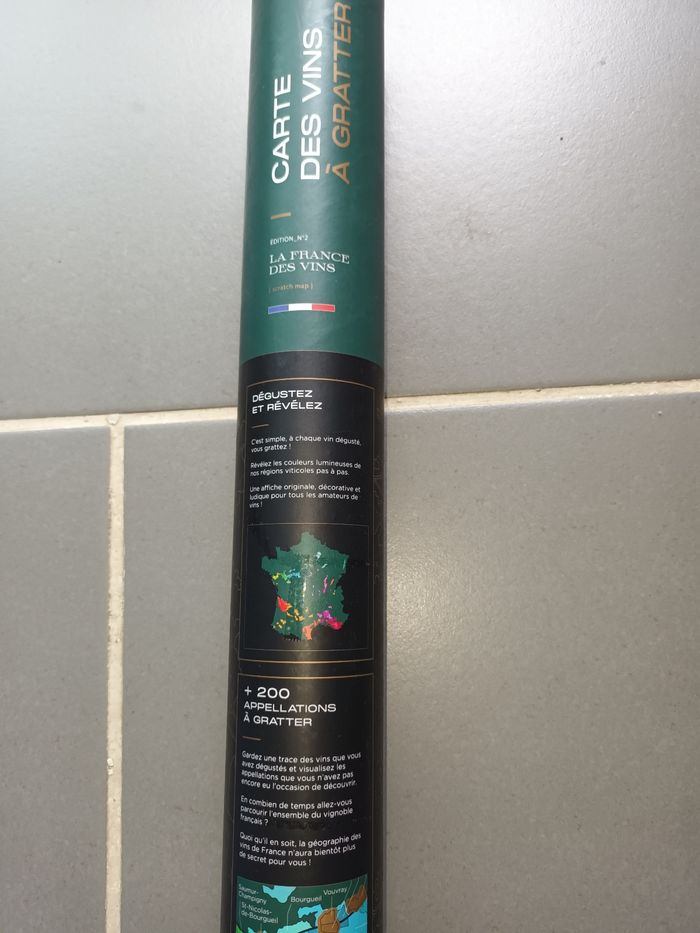 CARTE
DES VINS
À GRATTER
ÉDITION_N°2
LA FRANCE
DES VINS
[ scratch map ]
DÉGUSTEZ
ET RÉVÉLEZ
C'est simple, à chaque vin dégusté,
vous grattez !
Révélez les couleurs lumineuses de
nos régions viticoles pas à pas.
Une affiche originale, décorative et
ludique pour tous les amateurs de
vins !
+ 200
APPELLATIONS
À GRATTER
Gardez une trace des vins que vous
avez dégustés et visualisez les
appellations que vous n'avez pas
encore eu l'occasion de découvrir.
En combien de temps allez-vous
parcourir l'ensemble du vignoble
français ?
Quoi qu'il en soit, la géographie des
vins de France n'aura bientôt plus
de secret pour vous !
Saumur-
Champigny
St-Nicolas-
de-Bourgueil
Bourgueil
Vouvray